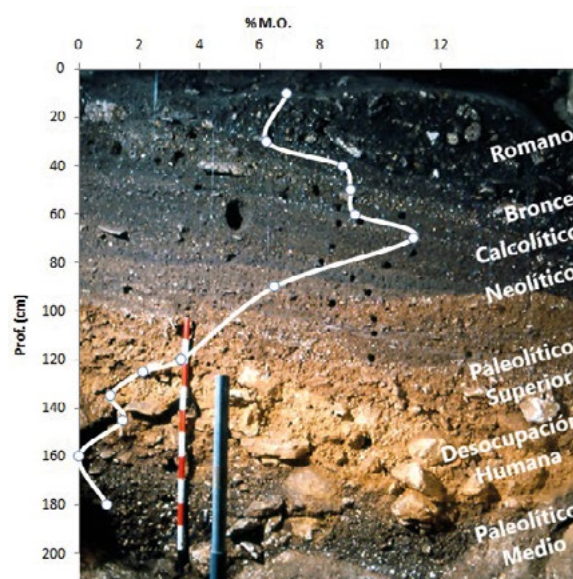 % M.O.
0 2 4 6 8 10 12
0
20
40
60
80
100
120
140
160
180
200
Prof. (cm)
Romano
Bronce
Calcolítico
Neolítico
Paleolítico
Superior
Desocupación
Humana
Paleolítico
Medio